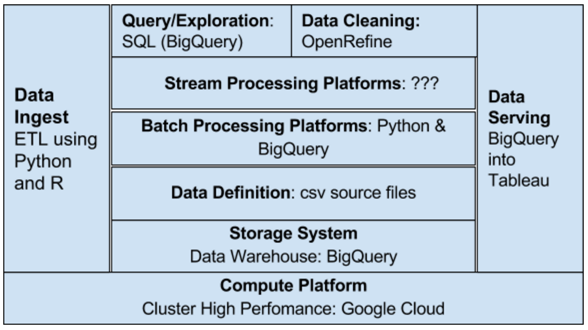 Query/Exploration:
SQL (BigQuery)
Data Cleaning:
OpenRefine
Data
Ingest
ETL using
Python
and R
Stream Processing Platforms: ???
Batch Processing Platforms: Python &
BigQuery
Data Definition: csv source files
Storage System
Data Warehouse: BigQuery
Data
Serving
BigQuery
into
Tableau
Compute Platform
Cluster High Perfomance: Google Cloud